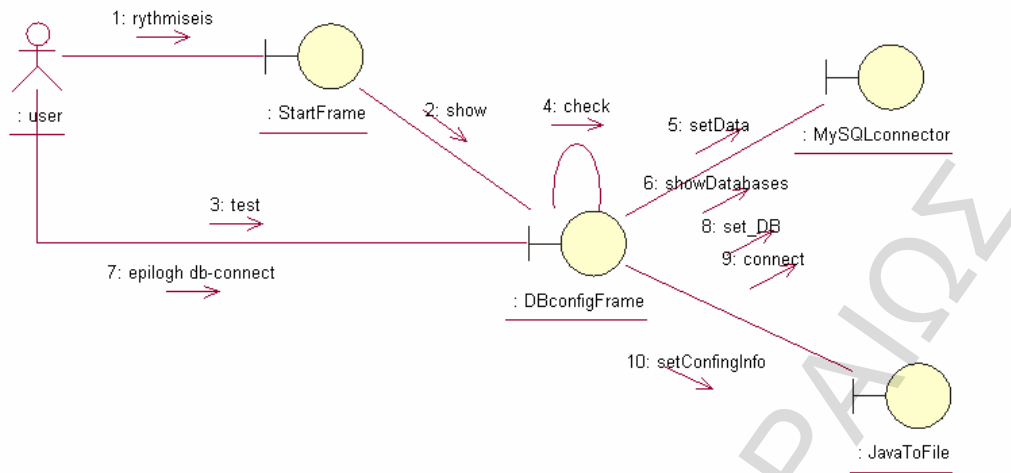 1: rythmiseis
: user
: StartFrame
2: show
4: check
5: setData
: MySQLconnector
6: showDatabases
3: test
8: set_DB
9: connect
7: epilogh db-connect
: DBconfigFrame
10: setConfingInfo
: JavaToFile
ΡΑΙΩΣ